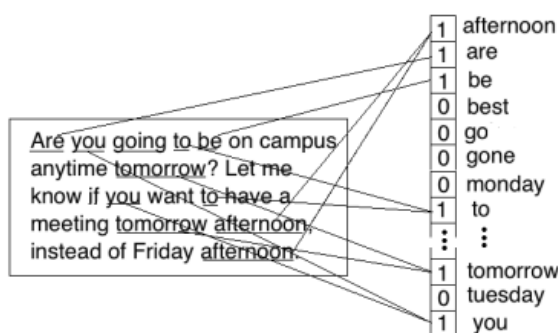 Are you going to be on campus
anytime tomorrow? Let me
know if you want to have a
meeting tomorrow afternoon,
instead of Friday afternoon.
1 afternoon
1 are
1 be
0 best
0 go
0 gone
0 monday
1 to
⋮ ⋮
1 tomorrow
0 tuesday
1 you